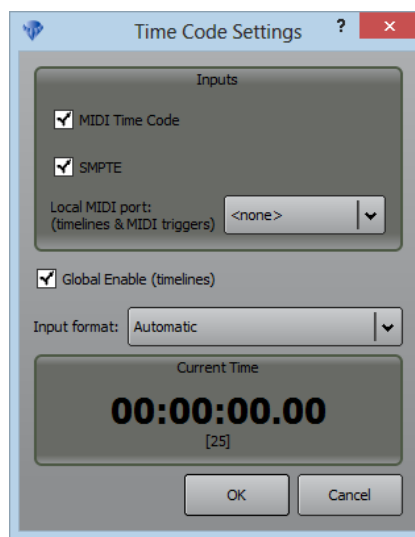 Time Code Settings ? ×
Inputs
MIDI Time Code
SMPTE
Local MIDI port:
(timelines & MIDI triggers) <none>
Global Enable (timelines)
Input format: Automatic
Current Time
00:00:00.00
[25]
OK Cancel